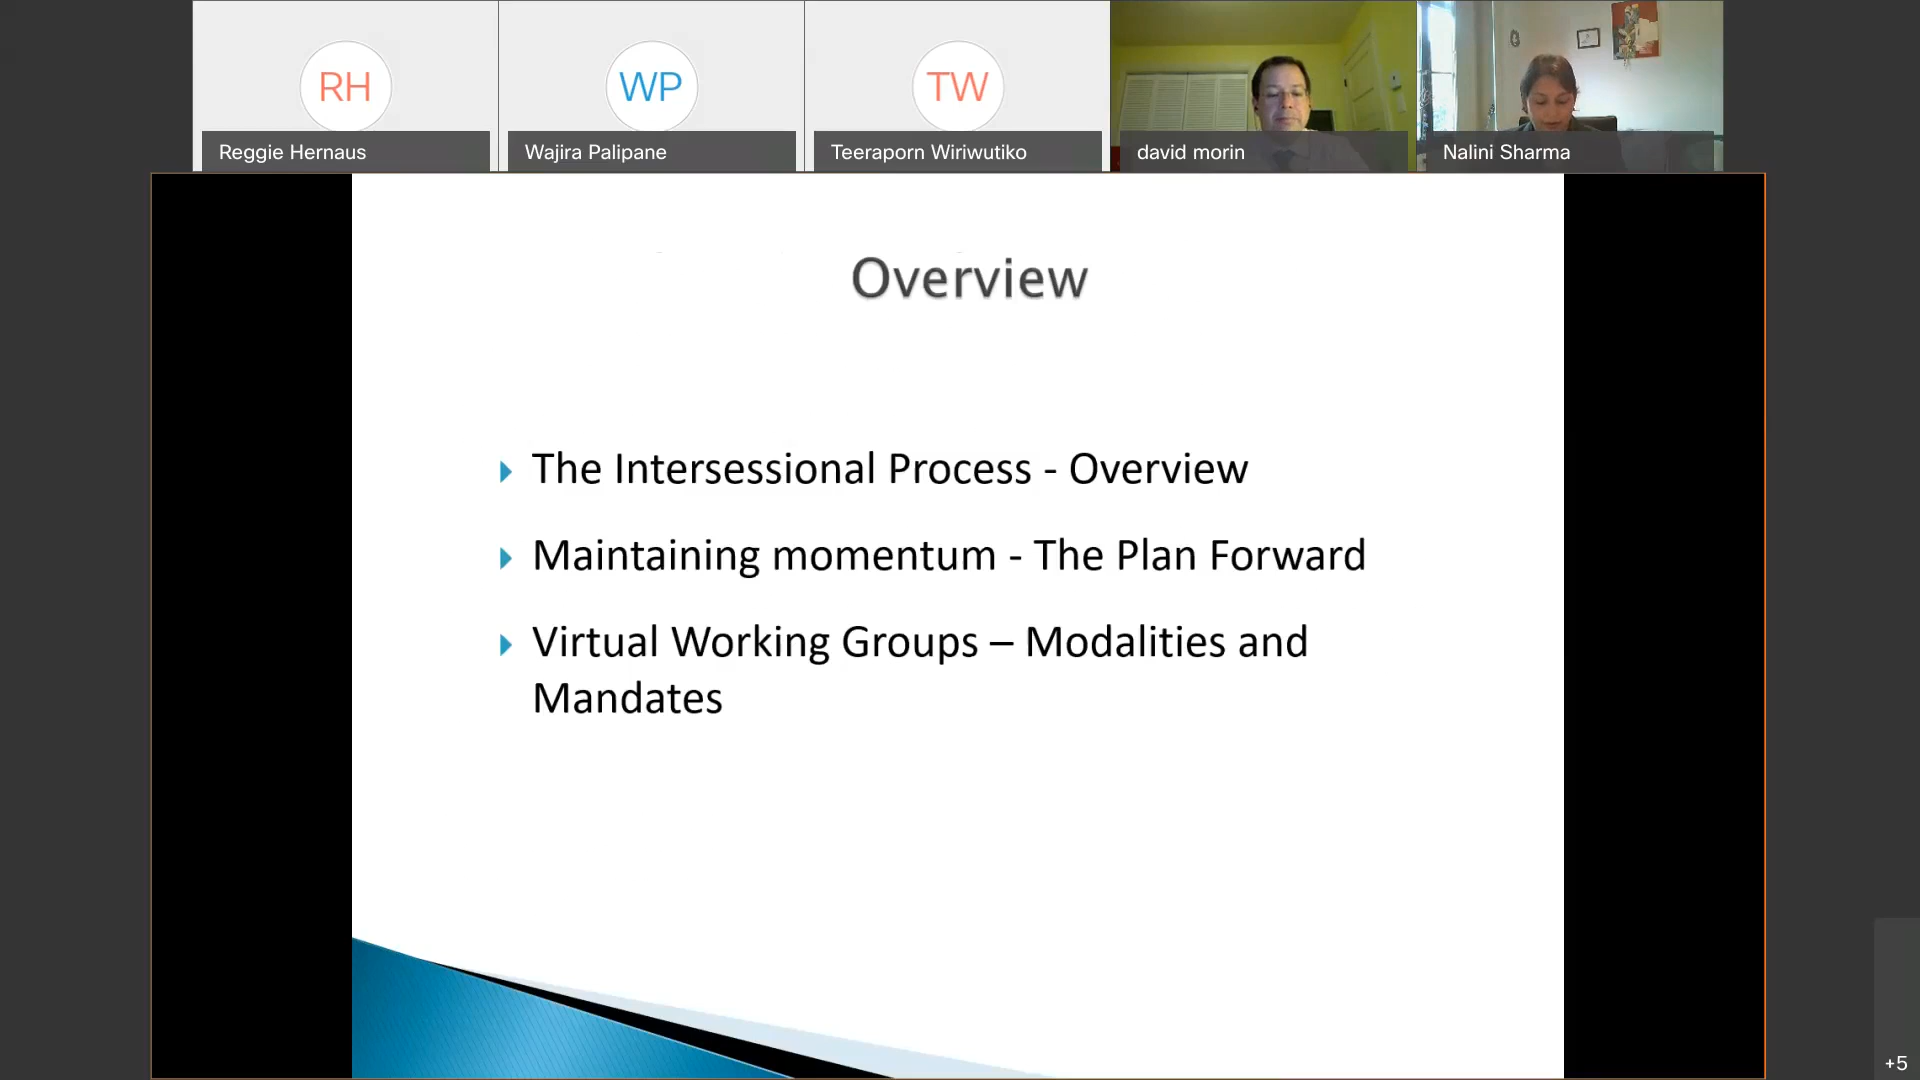 RH
WP
TW
Reggie Hernaus
Wajira Palipane
Teeraporn Wiriwutiko
david morin
Nalini Sharma
Overview
The Intersessional Process - Overview
Maintaining momentum - The Plan Forward
Virtual Working Groups – Modalities and
Mandates
+5